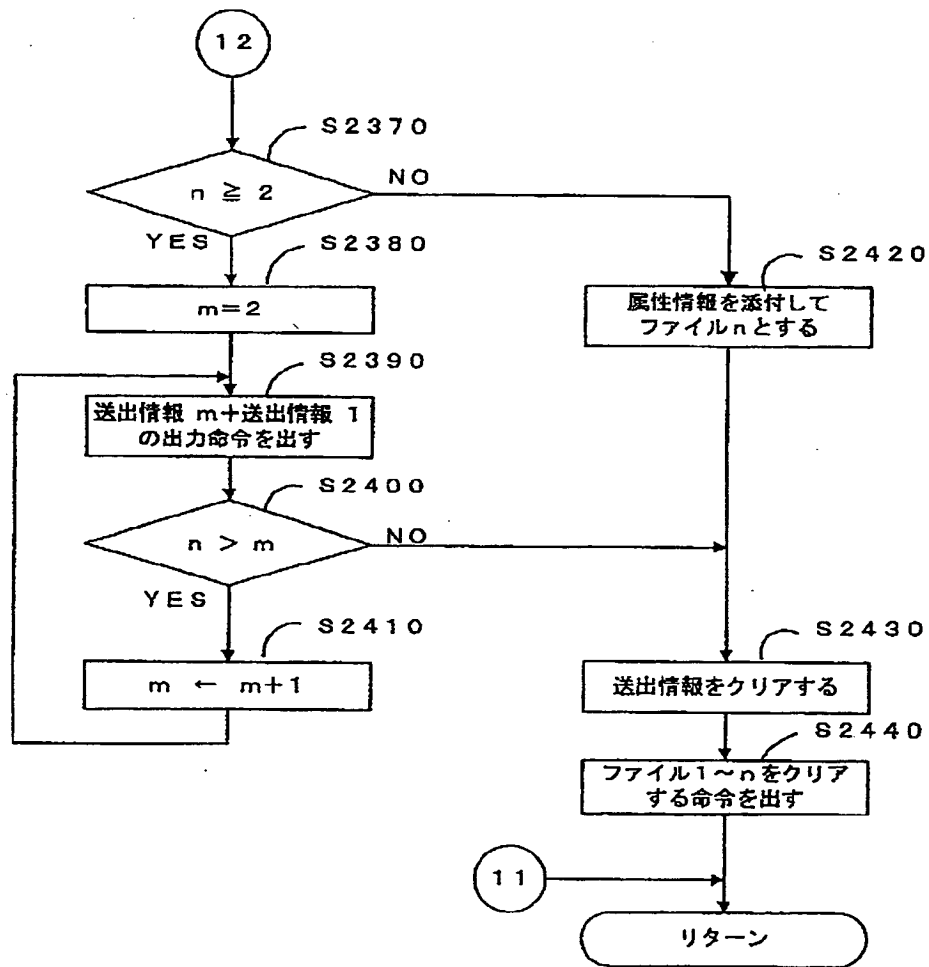 12
S2370
n ≧ 2
NO
YES
S2380
m=2
S2390
送出情報 m+送出情報 1
の出力命令を出す
S2400
n > m
NO
YES
S2410
m ← m+1
S2420
属性情報を添付して
ファイルnとする
S2430
送出情報をクリアする
S2440
ファイル1～nをクリア
する命令を出す
11
リターン